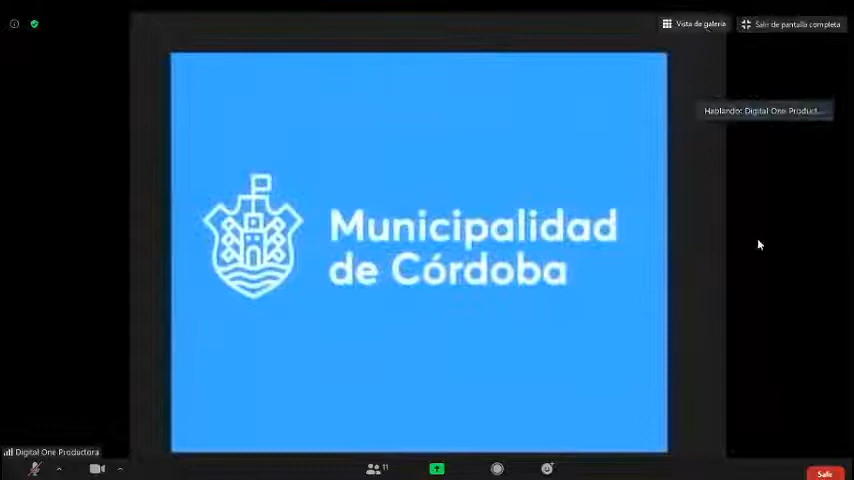 Vista de galería
Salir de pantalla completa
Hablando: Digital One Product...
Municipalidad
de Córdoba
Digital One Productora
11
Salir